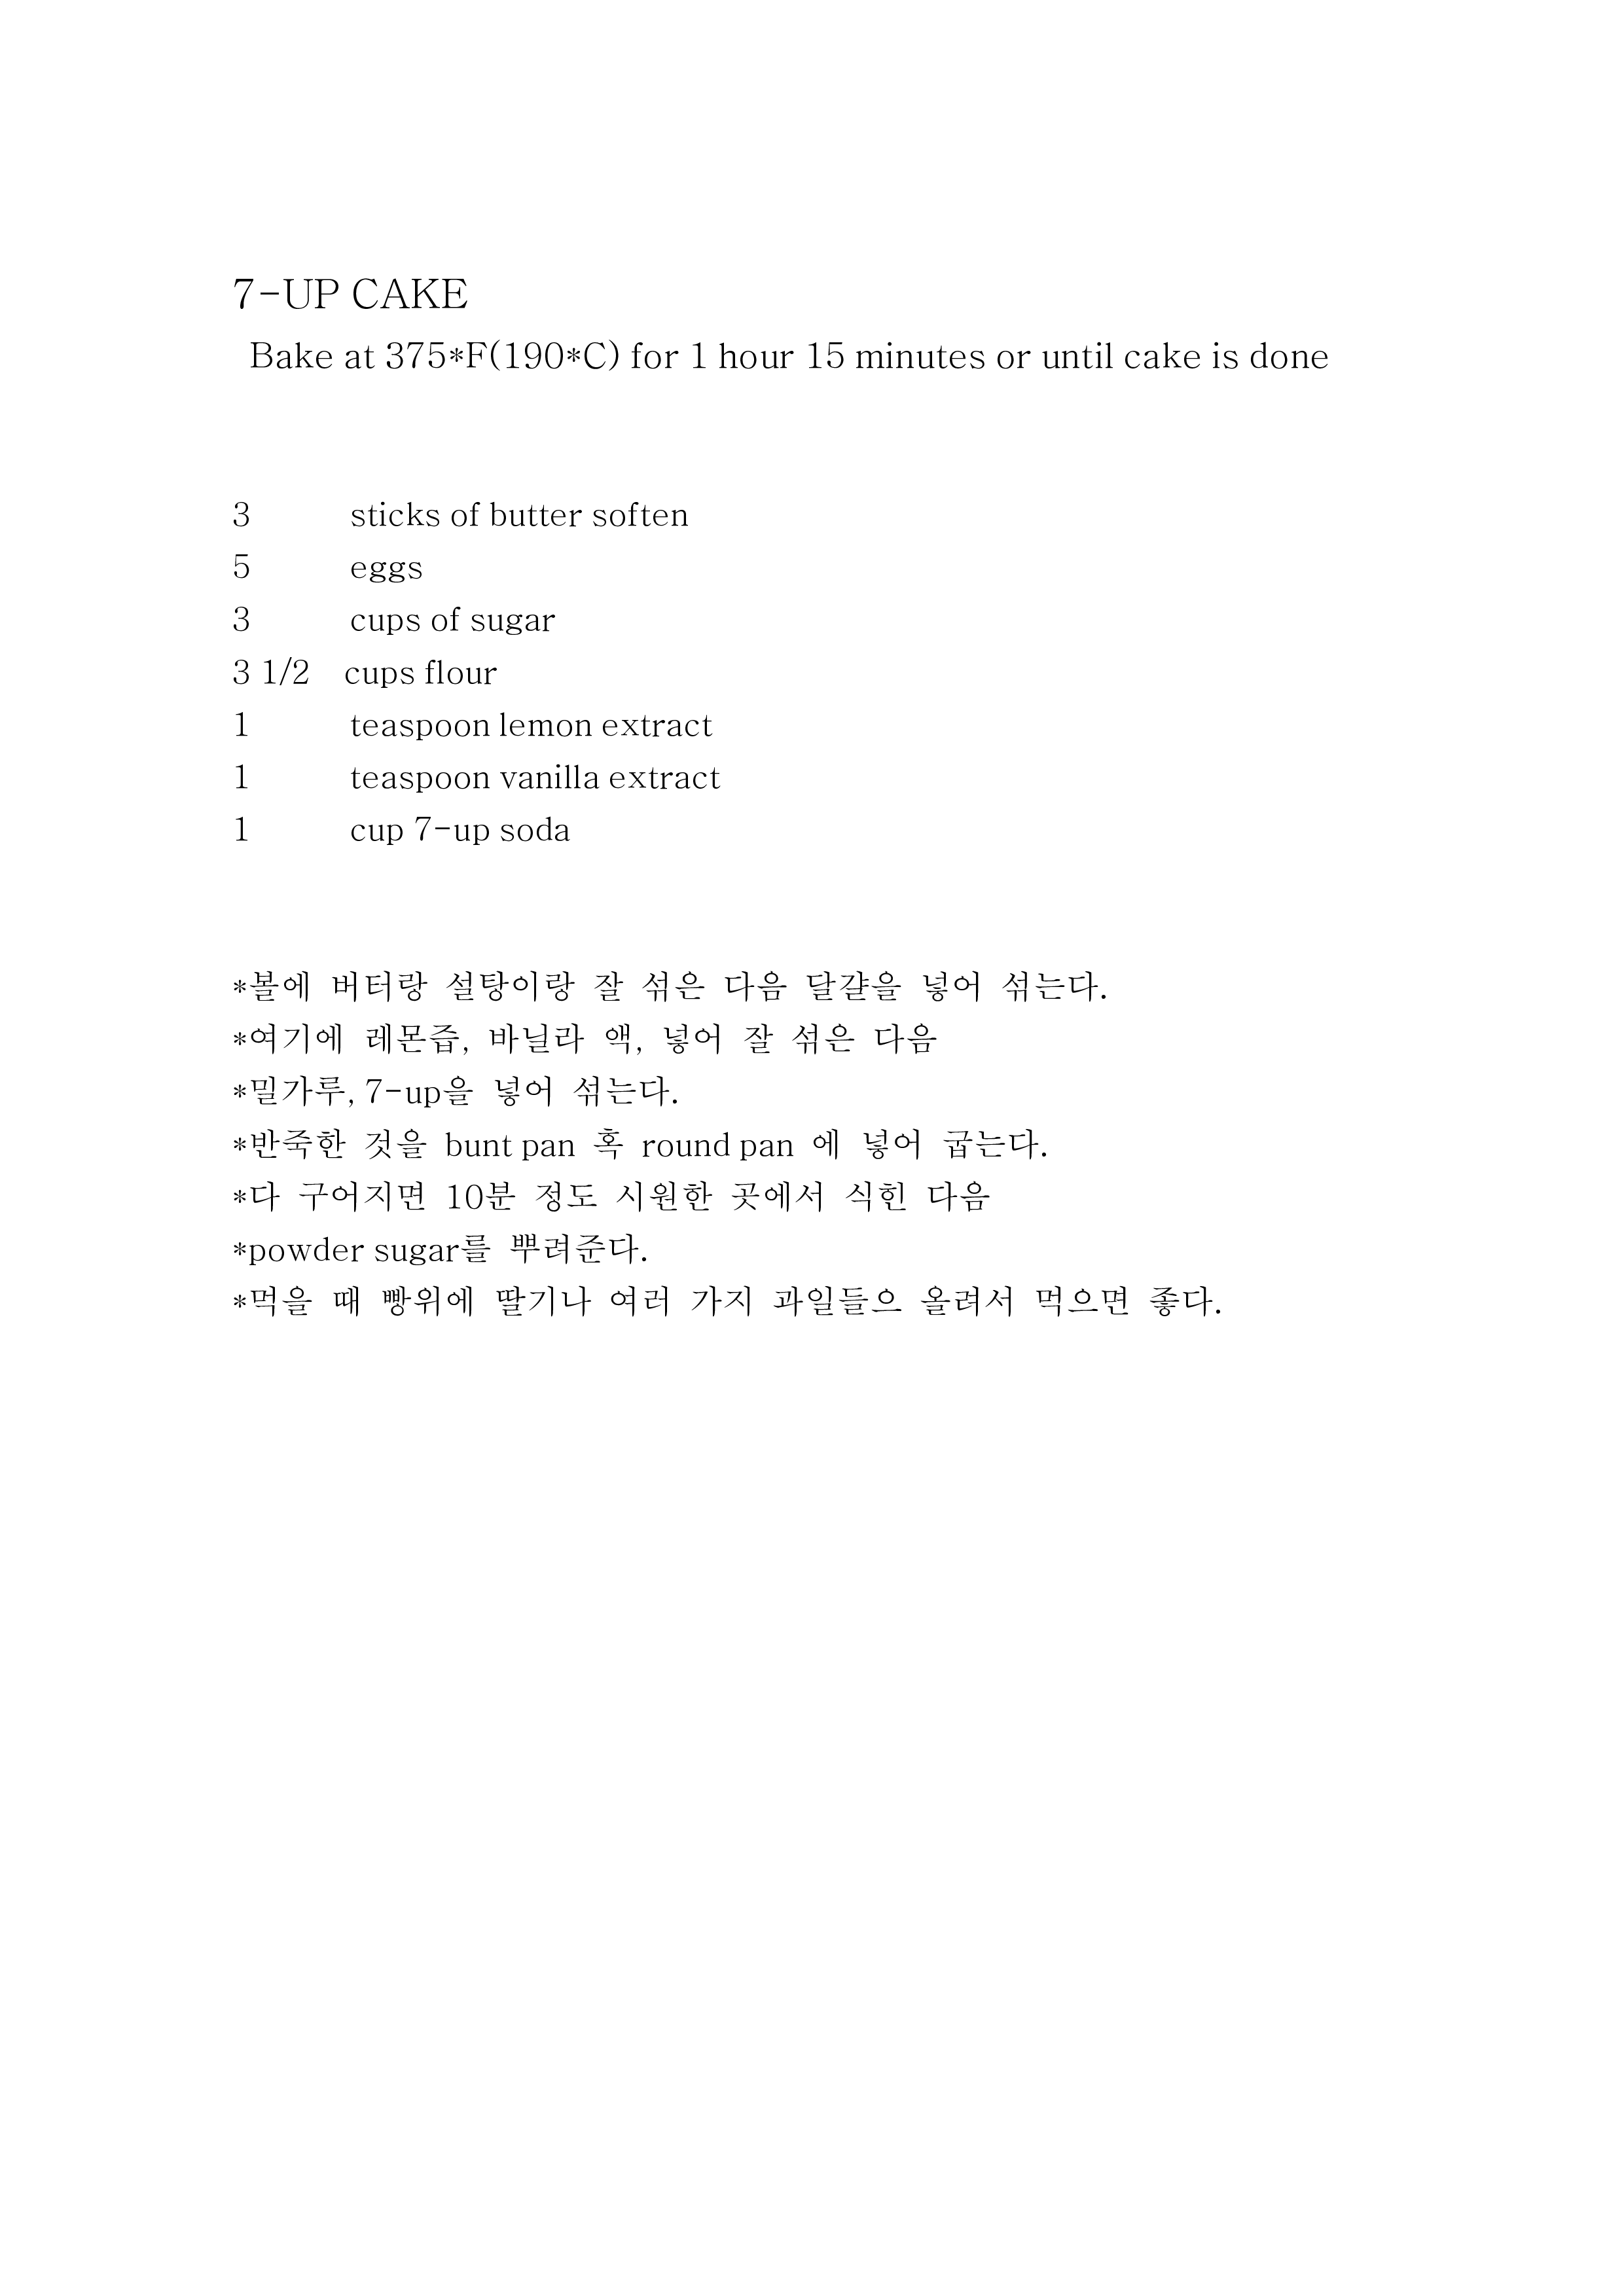 7-UP CAKE
Bake at 375*F(190*C) for 1 hour 15 minutes or until cake is done
3 sticks of butter soften
5 eggs
3 cups of sugar
3 1/2 cups flour
1 teaspoon lemon extract
1 teaspoon vanilla extract
1 cup 7-up soda
*볼에 버터랑 설탕이랑 잘 섞은 다음 달걀을 넣어 섞는다.
*여기에 레몬즙, 바닐라 액, 넣어 잘 섞은 다음
*밀가루, 7-up을 넣어 섞는다.
*반죽한 것을 bunt pan 혹 round pan 에 넣어 굽는다.
*다 구어지면 10분 정도 시원한 곳에서 식힌 다음
*powder sugar를 뿌려준다.
*먹을 때 빵위에 딸기나 여러 가지 과일들으 올려서 먹으면 좋다.